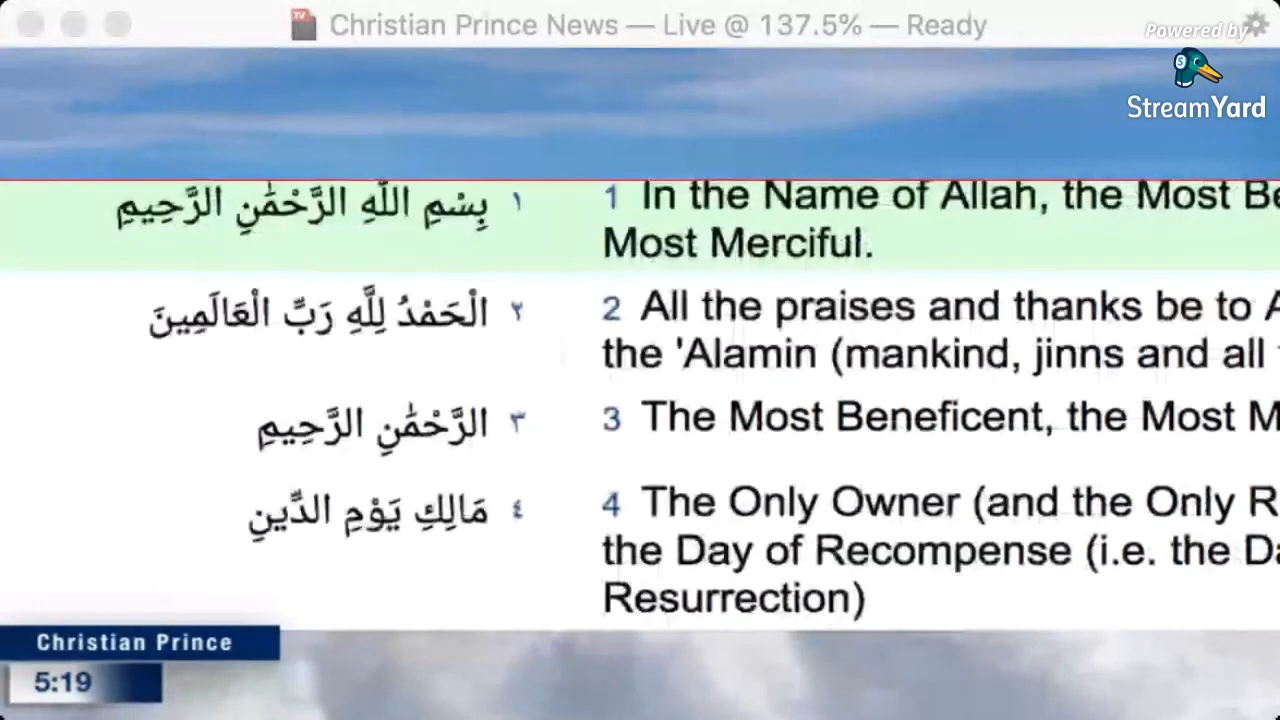 Christian Prince News — Live @ 137.5% — Ready
Powered by
StreamYard
بِسْمِ اللَّهِ الرَّحْمَٰنِ الرَّحِيمِ ١
1 In the Name of Allah, the Most Be
Most Merciful.
الْحَمْدُ لِلَّهِ رَبِّ الْعَالَمِينَ ٢
2 All the praises and thanks be to A
the 'Alamin (mankind, jinns and all
الرَّحْمَٰنِ الرَّحِيمِ ٣
3 The Most Beneficent, the Most M
مَالِكِ يَوْمِ الدِّينِ ٤
4 The Only Owner (and the Only R
the Day of Recompense (i.e. the Da
Resurrection)
Christian Prince
5:19